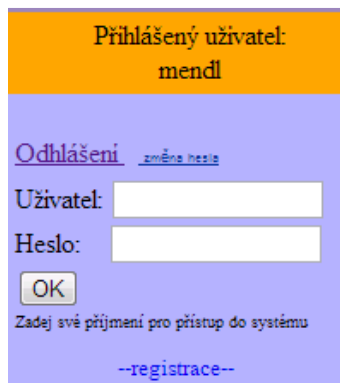 Přihlášený uživatel:
mendl
Odhlášení změna hesla
Uživatel:
Heslo:
OK
Zadej své příjmení pro přístup do systému
--registrace--